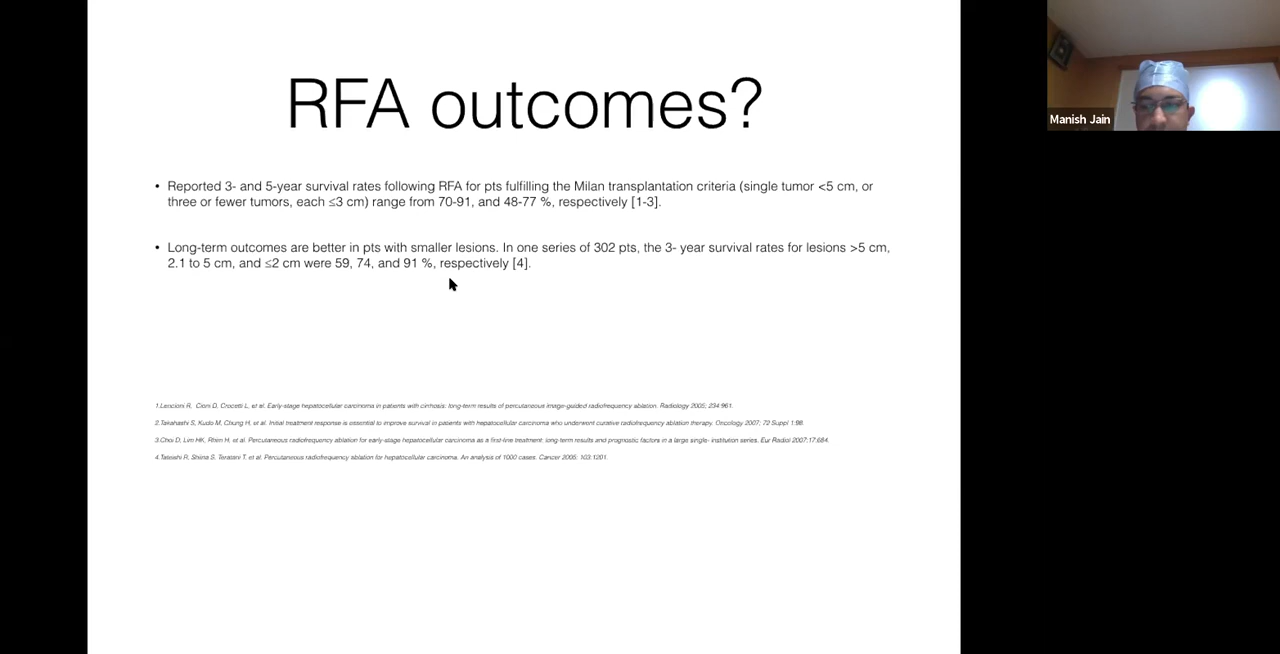 RFA outcomes?
• Reported 3- and 5-year survival rates following RFA for pts fulfilling the Milan transplantation criteria (single tumor <5 cm, or
three or fewer tumors, each ≤3 cm) range from 70-91, and 48-77 %, respectively [1-3].
• Long-term outcomes are better in pts with smaller lesions. In one series of 302 pts, the 3- year survival rates for lesions >5 cm,
2.1 to 5 cm, and ≤2 cm were 59, 74, and 91 %, respectively [4].
1.Lencioni R, Cioni D, Crocetti L, et al. Early-stage hepatocellular carcinoma in patients with cirrhosis: long-term results of percutaneous image-guided radiofrequency ablation. Radiology 2005; 234:961.
2.Takahashi S, Kudo M, Chung H, et al. Initial treatment response is essential to improve survival in patients with hepatocellular carcinoma who underwent curative radiofrequency ablation therapy. Oncology 2007; 72 Suppl 1:98.
3.Choi D, Lim HK, Rhim H, et al. Percutaneous radiofrequency ablation for early-stage hepatocellular carcinoma as a first-line treatment: long-term results and prognostic factors in a large single- institution series. Eur Radiol 2007;17:684.
4.Tateishi R, Shiina S, Teratani T, et al. Percutaneous radiofrequency ablation for hepatocellular carcinoma. An analysis of 1000 cases. Cancer 2005; 103:1201.
Manish Jain